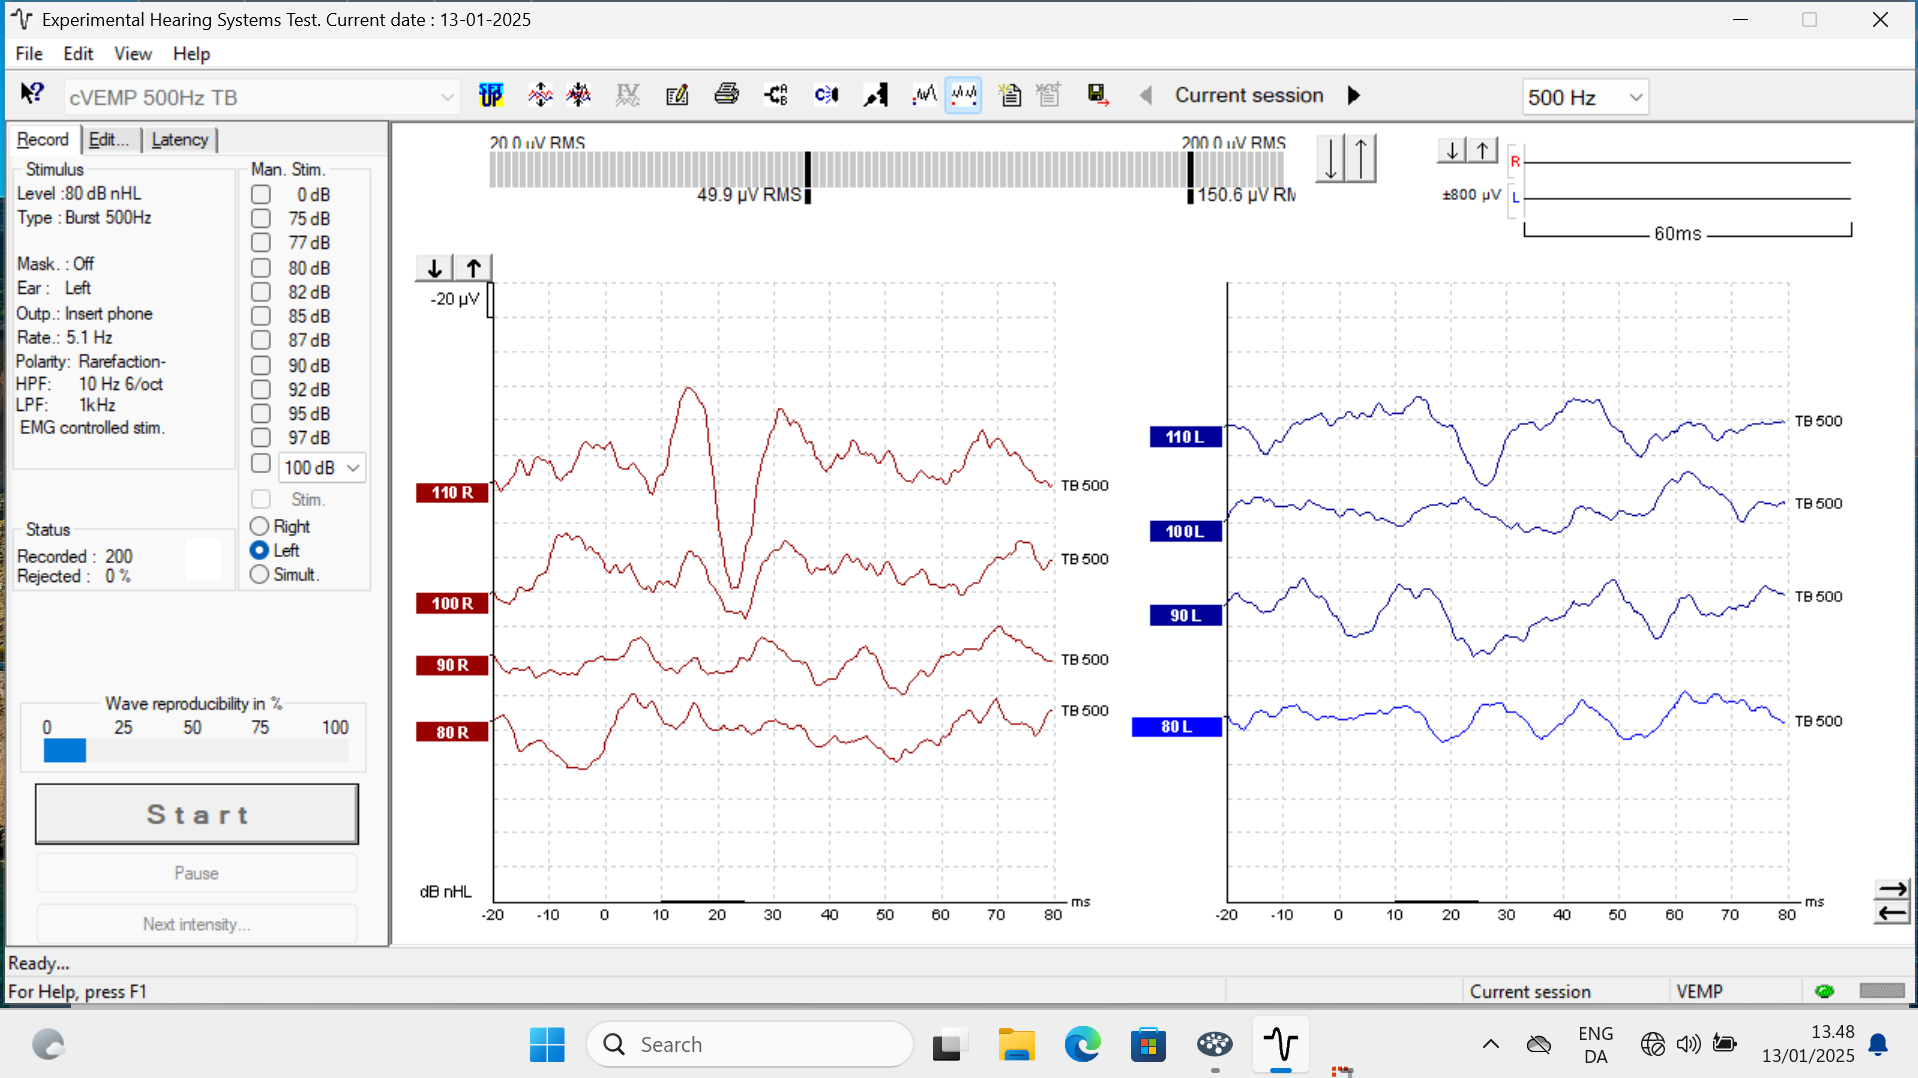 Experimental Hearing Systems Test. Current date : 13-01-2025
File Edit View Help
cVEMP 500Hz TB
SET UP
Current session
500 Hz
Record Edit... Latency
Stimulus
Level :80 dB nHL
Type : Burst 500Hz
Mask. : Off
Ear : Left
Outp.: Insert phone
Rate.: 5.1 Hz
Polarity: Rarefaction-
HPF: 10 Hz 6/oct
LPF: 1kHz
EMG controlled stim.
Man. Stim.
0 dB
75 dB
77 dB
80 dB
82 dB
85 dB
87 dB
90 dB
92 dB
95 dB
97 dB
100 dB
Stim.
Right
Left
Simult.
Status
Recorded : 200
Rejected : 0 %
Wave reproducibility in %
0 25 50 75 100
Start
Pause
Next intensity...
20.0 µV RMS 200.0 µV RMS
49.9 µV RMS 150.6 µV RM
R
±800 µV L
60ms
-20 µV
110 R TB 500
100 R TB 500
90 R TB 500
80 R TB 500
dB nHL
-20 -10 0 10 20 30 40 50 60 70 80 ms
110 L TB 500
100 L TB 500
90 L TB 500
80 L TB 500
-20 -10 0 10 20 30 40 50 60 70 80 ms
Ready...
For Help, press F1
Current session VEMP
Search
ENG
DA
13.48
13/01/2025